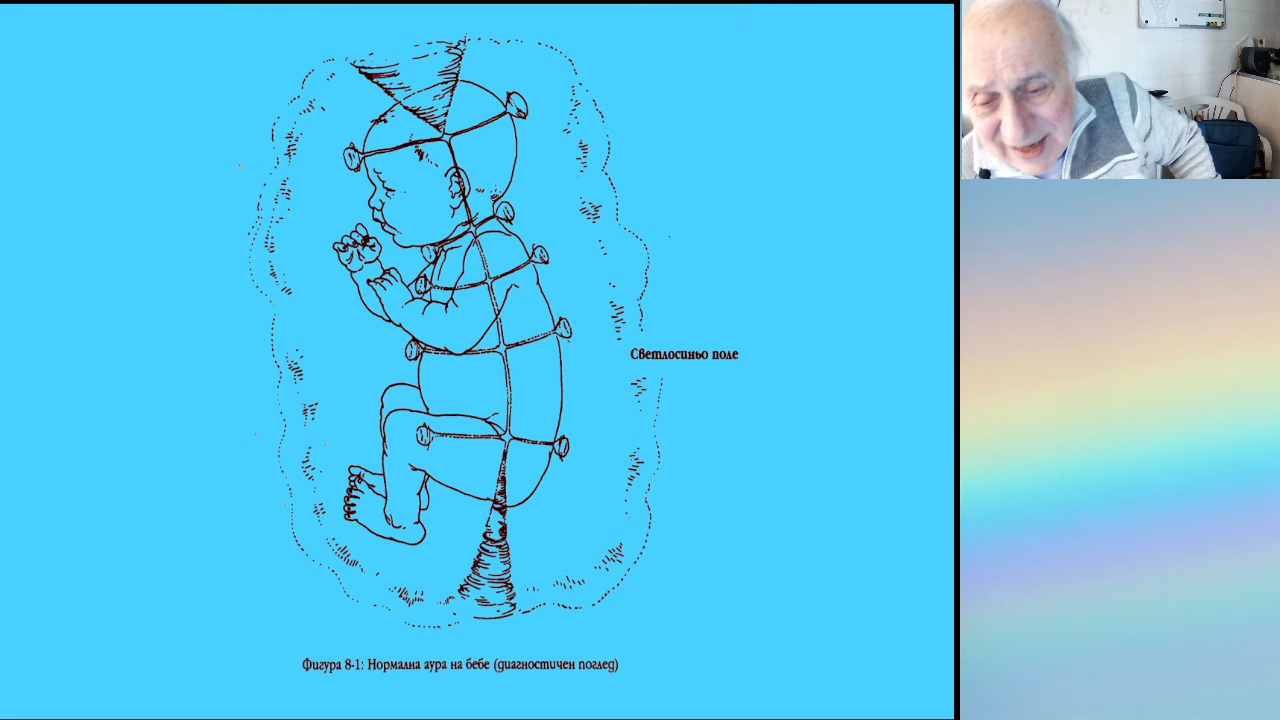 Светлосиньо поле
Фигура 8-1: Нормална аура на бебе (диагностичен поглед)